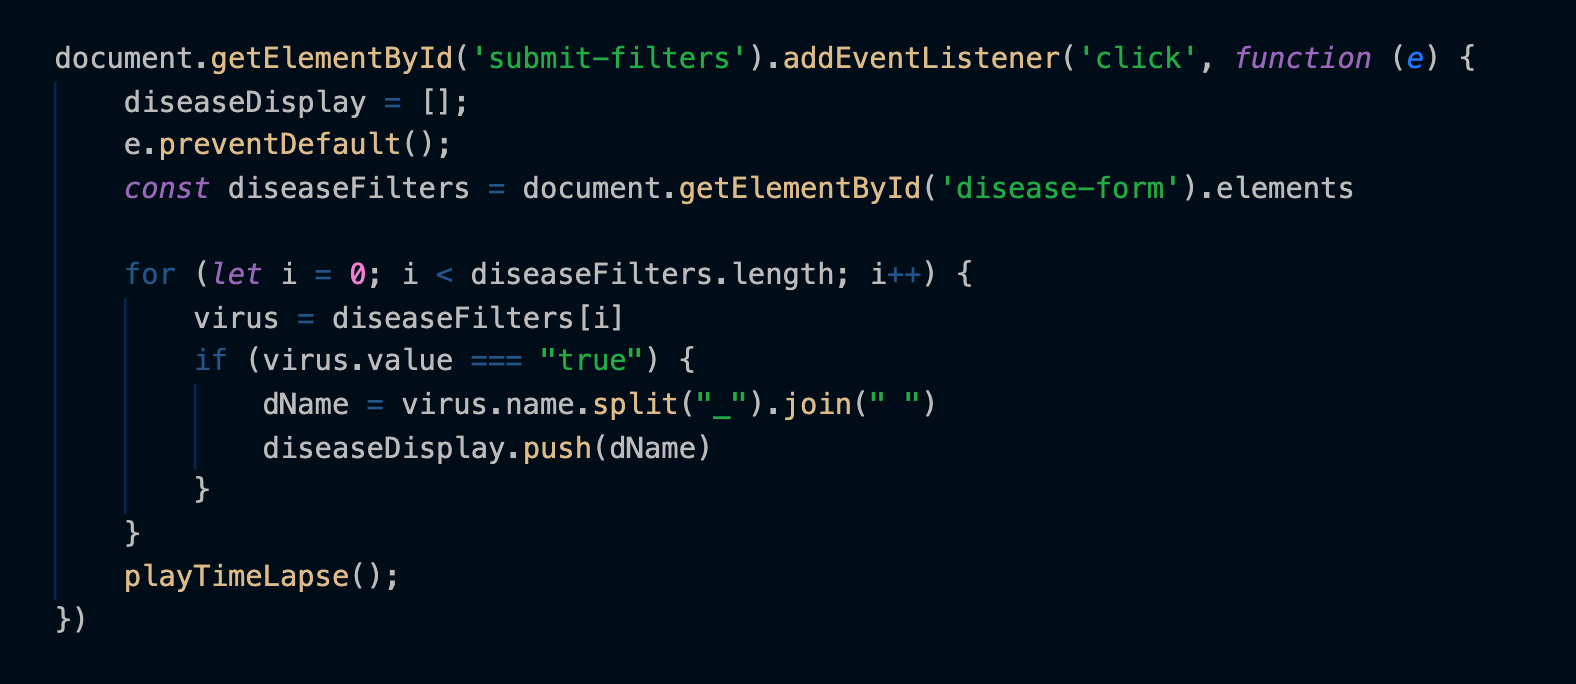 document.getElementById('submit-filters').addEventListener('click', function (e) {
    diseaseDisplay = [];
    e.preventDefault();
    const diseaseFilters = document.getElementById('disease-form').elements

    for (let i = 0; i < diseaseFilters.length; i++) {
        virus = diseaseFilters[i]
        if (virus.value === "true") {
            dName = virus.name.split("_").join(" ")
            diseaseDisplay.push(dName)
        }
    }
    playTimeLapse();
})